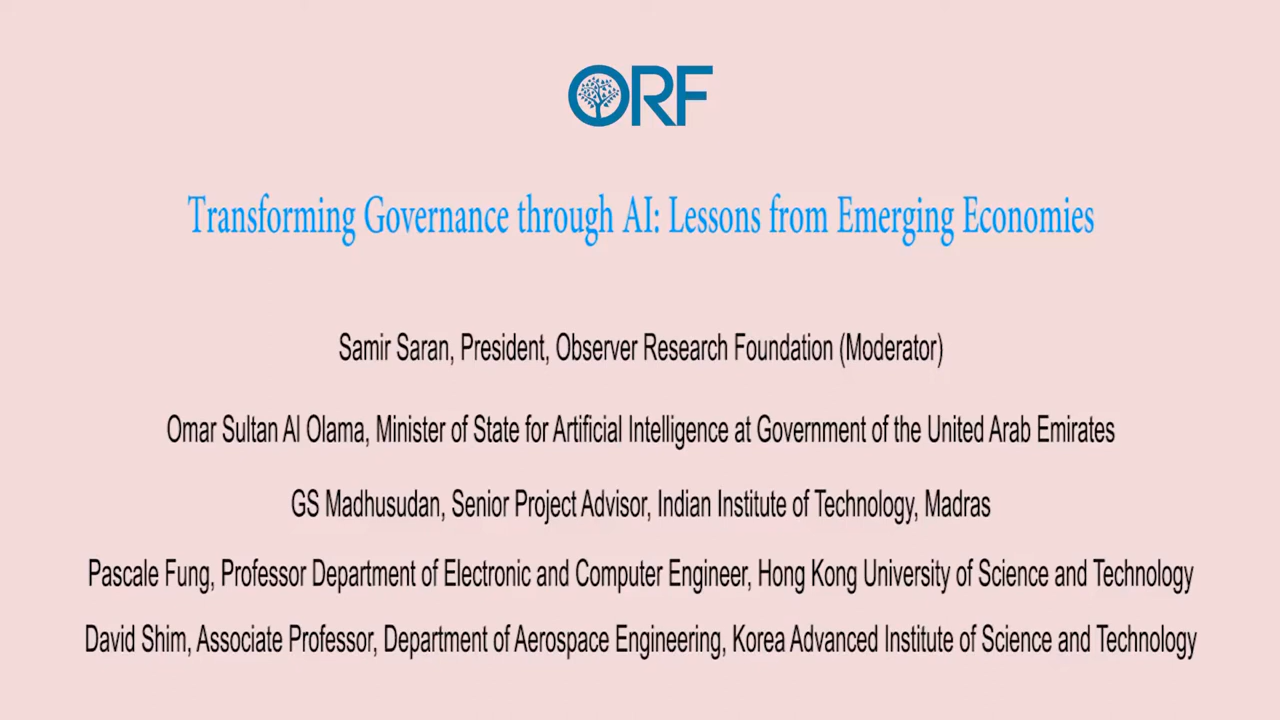 ORF
Transforming Governance through AI: Lessons from Emerging Economies
Samir Saran, President, Observer Research Foundation (Moderator)
Omar Sultan Al Olama, Minister of State for Artificial Intelligence at Government of the United Arab Emirates
GS Madhusudan, Senior Project Advisor, Indian Institute of Technology, Madras
Pascale Fung, Professor Department of Electronic and Computer Engineer, Hong Kong University of Science and Technology
David Shim, Associate Professor, Department of Aerospace Engineering, Korea Advanced Institute of Science and Technology